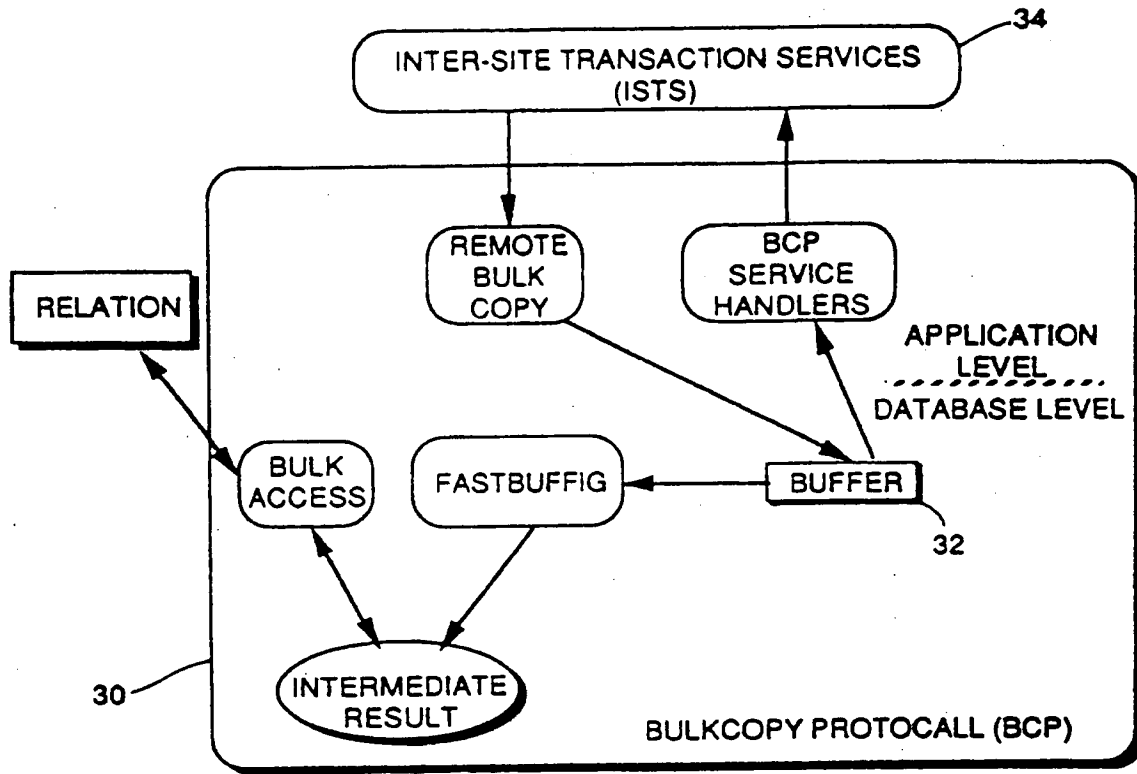 34
INTER-SITE TRANSACTION SERVICES
(ISTS)
REMOTE
BULK
COPY
BCP
SERVICE
HANDLERS
RELATION
APPLICATION
LEVEL
DATABASE LEVEL
BULK
ACCESS
FASTBUFFIG
BUFFER
32
30
INTERMEDIATE
RESULT
BULKCOPY PROTOCALL (BCP)